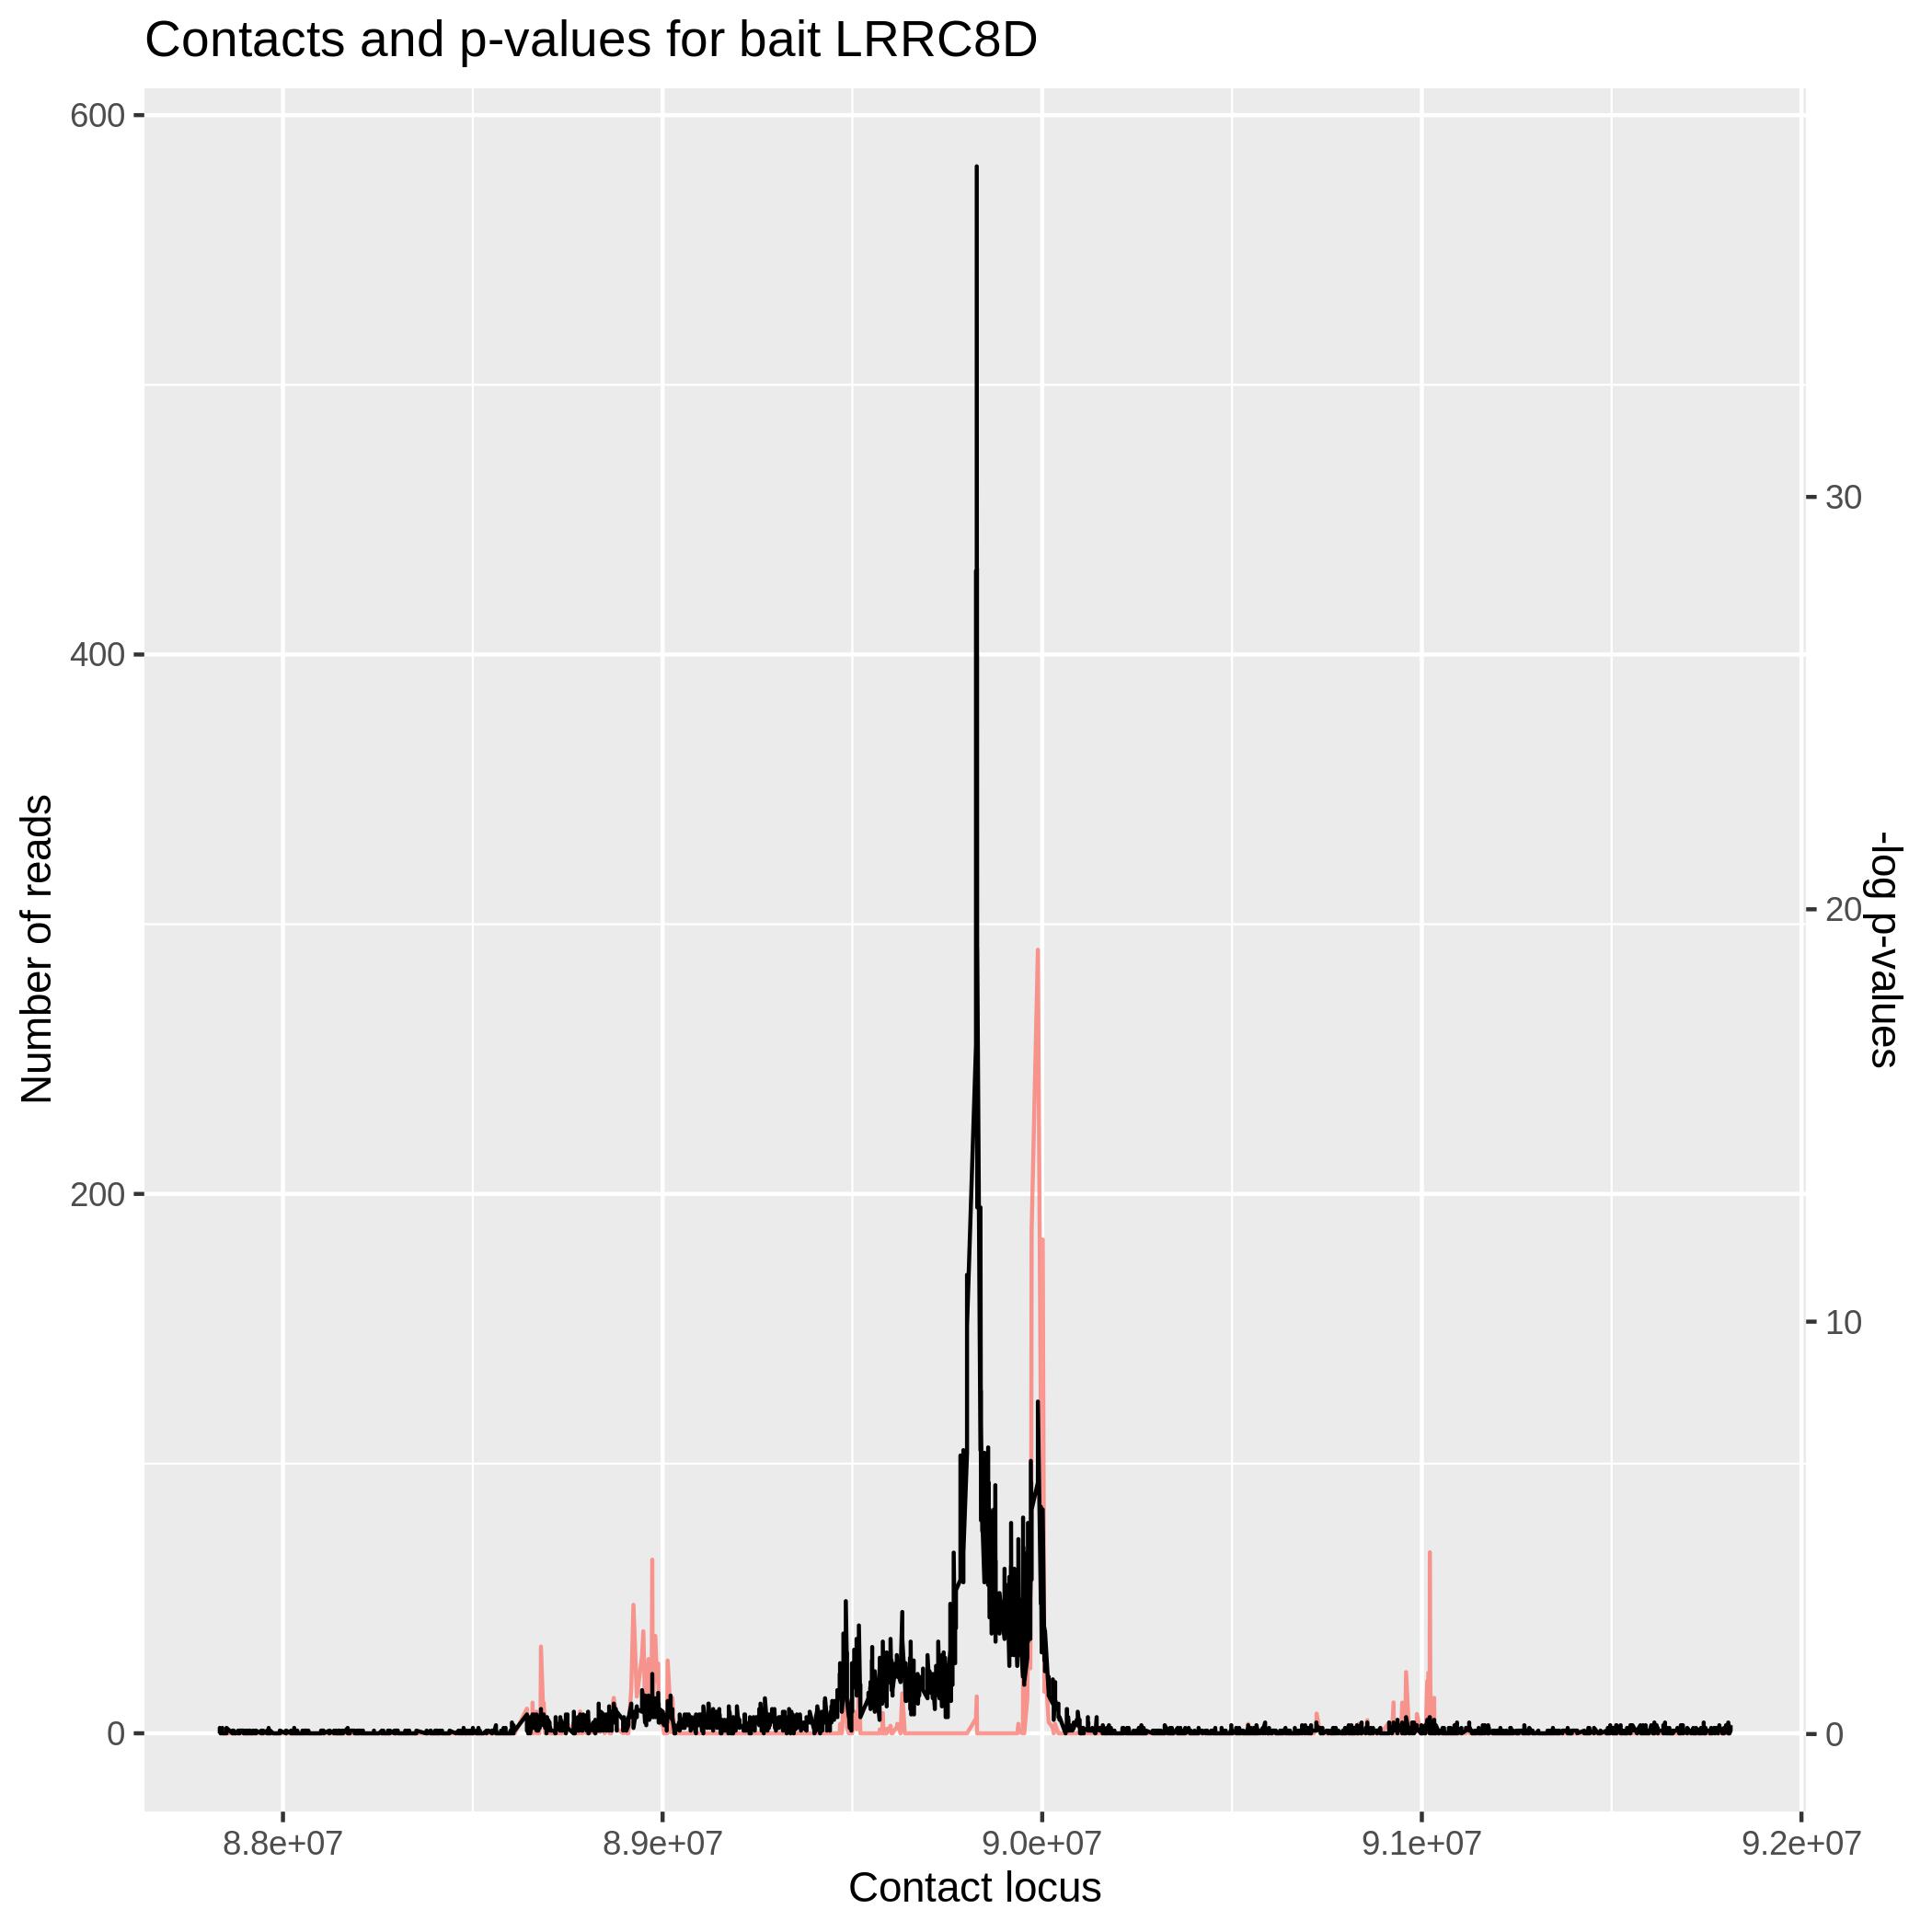 Contacts and p-values for bait LRRC8D
600
400
200
0
Number of reads
30
20
10
0
-log p-values
8.8e+07
8.9e+07
9.0e+07
9.1e+07
9.2e+07
Contact locus